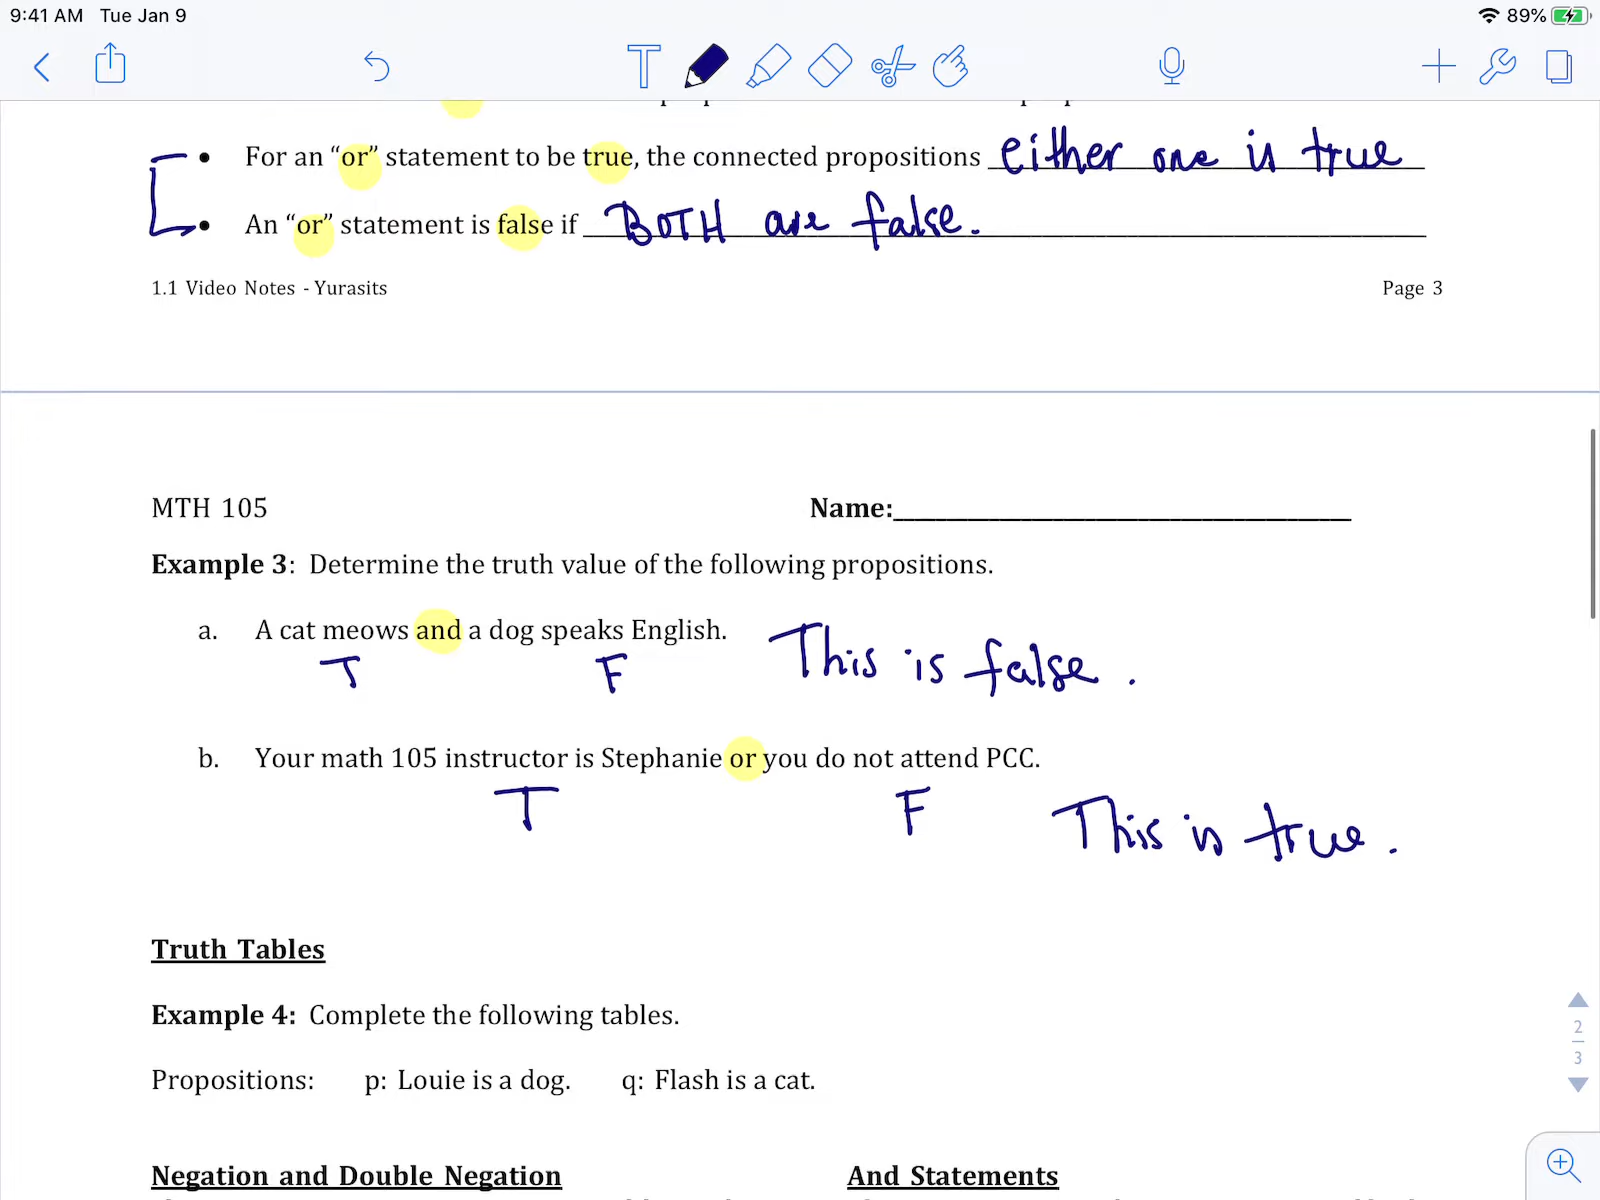 9:41 AM Tue Jan 9 89%
For an “or” statement to be true, the connected propositions either one is true
An “or” statement is false if BOTH are false.
1.1 Video Notes - Yurasits Page 3
MTH 105 Name:
Example 3: Determine the truth value of the following propositions.
a. A cat meows and a dog speaks English. This is false.
T F
b. Your math 105 instructor is Stephanie or you do not attend PCC.
T F This is true.
Truth Tables
Example 4: Complete the following tables.
2
3
Propositions: p: Louie is a dog. q: Flash is a cat.
Negation and Double Negation And Statements